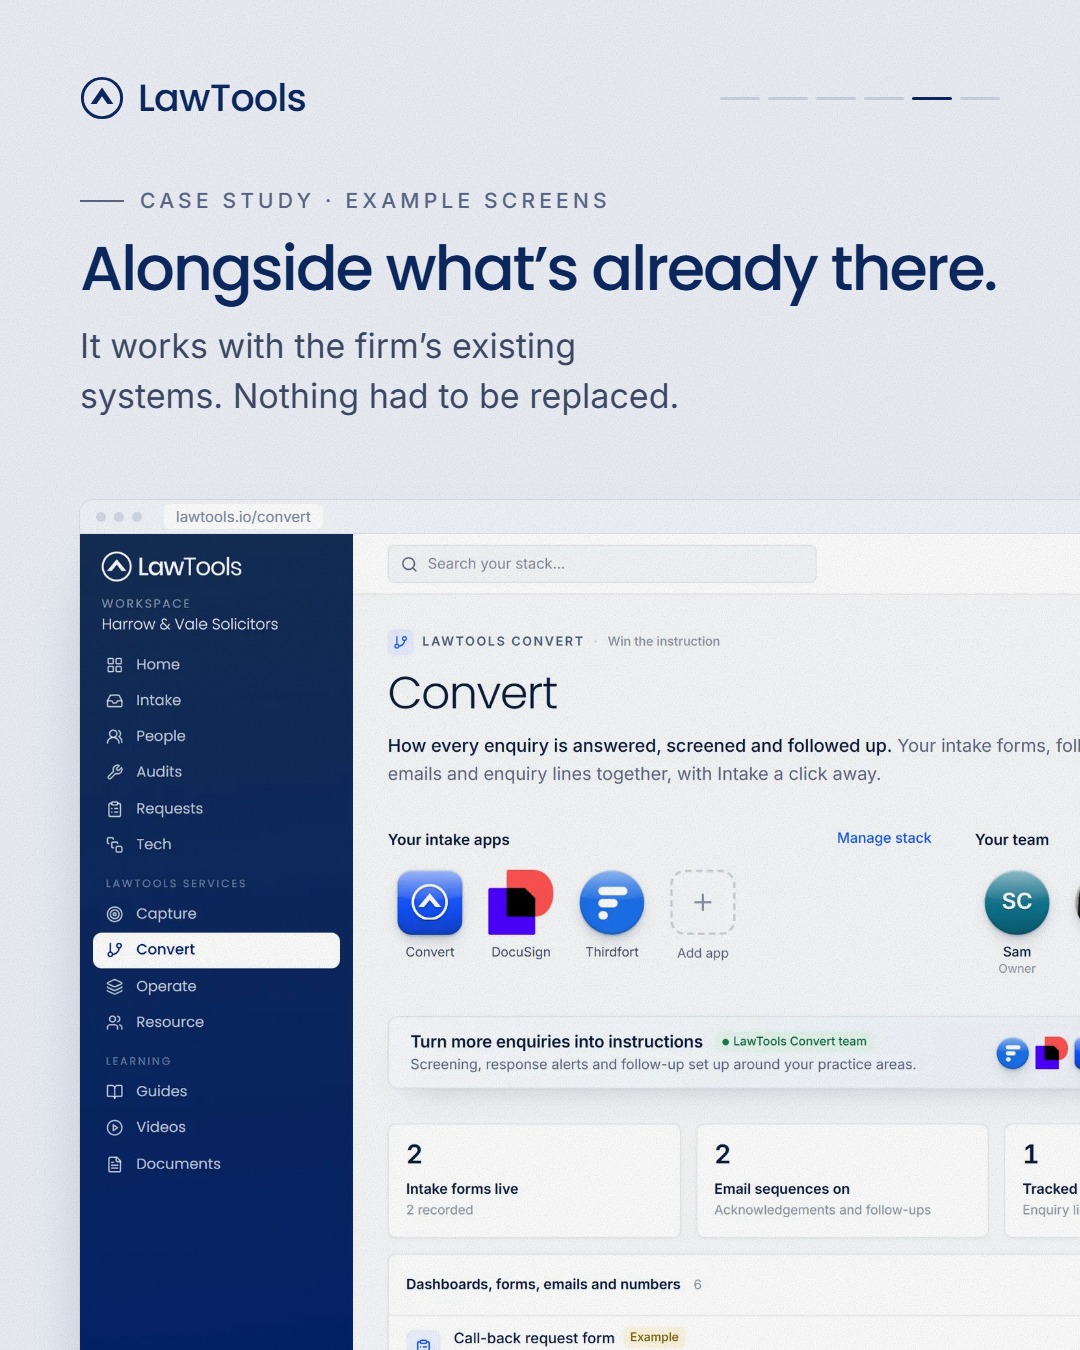 LawTools
CASE STUDY · EXAMPLE SCREENS
Alongside what’s already there.
It works with the firm’s existing
systems. Nothing had to be replaced.
lawtools.io/convert
LawTools
WORKSPACE
Harrow & Vale Solicitors
Home
Intake
People
Audits
Requests
Tech
LAWTOOLS SERVICES
Capture
Convert
Operate
Resource
LEARNING
Guides
Videos
Documents
Search your stack...
LAWTOOLS CONVERT · Win the instruction
Convert
How every enquiry is answered, screened and followed up. Your intake forms,
emails and enquiry lines together, with Intake a click away.
Your intake apps
Manage stack
Convert
DocuSign
Thirdfort
Add app
Your team
SC
Sam
Owner
Turn more enquiries into instructions
LawTools Convert team
Screening, response alerts and follow-up set up around your practice areas.
2
Intake forms live
2 recorded
2
Email sequences on
Acknowledgements and follow-ups
1
Tracked
Enquiry
Dashboards, forms, emails and numbers 6
Call-back request form Example